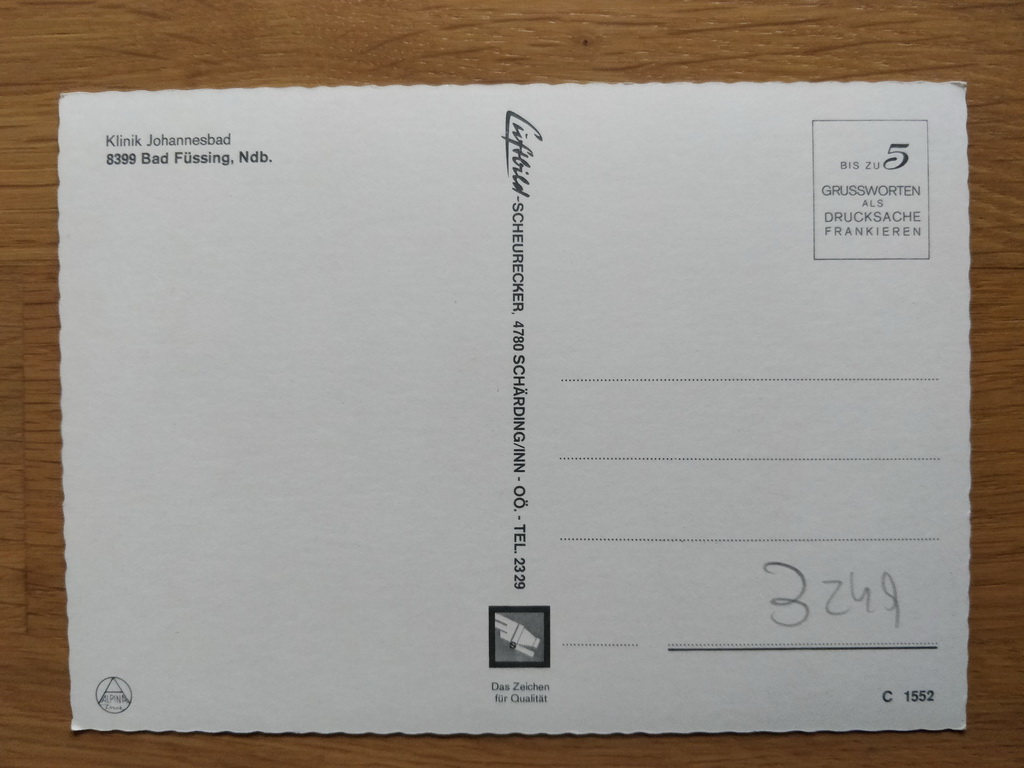 Klinik Johannesbad
8399 Bad Füssing, Ndb.
Luftbild-SCHEURECKER, 4780 SCHÄRDING/INN - OÖ. - TEL. 2329
BIS ZU 5
GRUSSWORTEN
ALS
DRUCKSACHE
FRANKIEREN
3249
Das Zeichen
für Qualität
ALPINA
C 1552